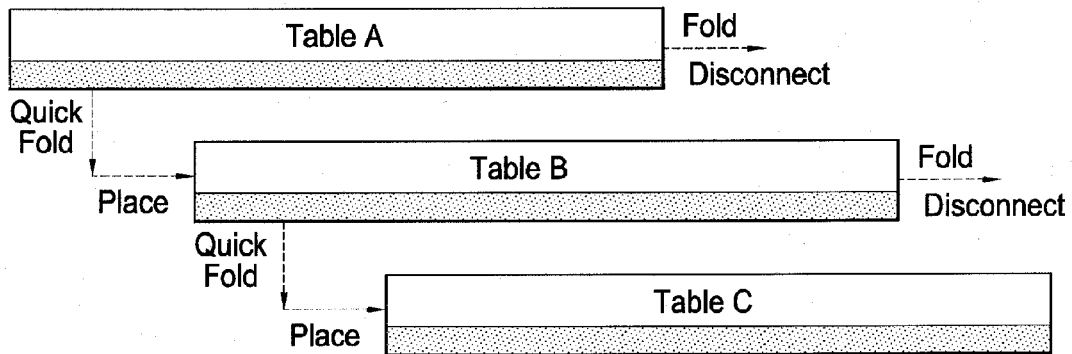 Table A
Fold
Disconnect
Quick
Fold
Place
Table B
Fold
Disconnect
Quick
Fold
Place
Table C